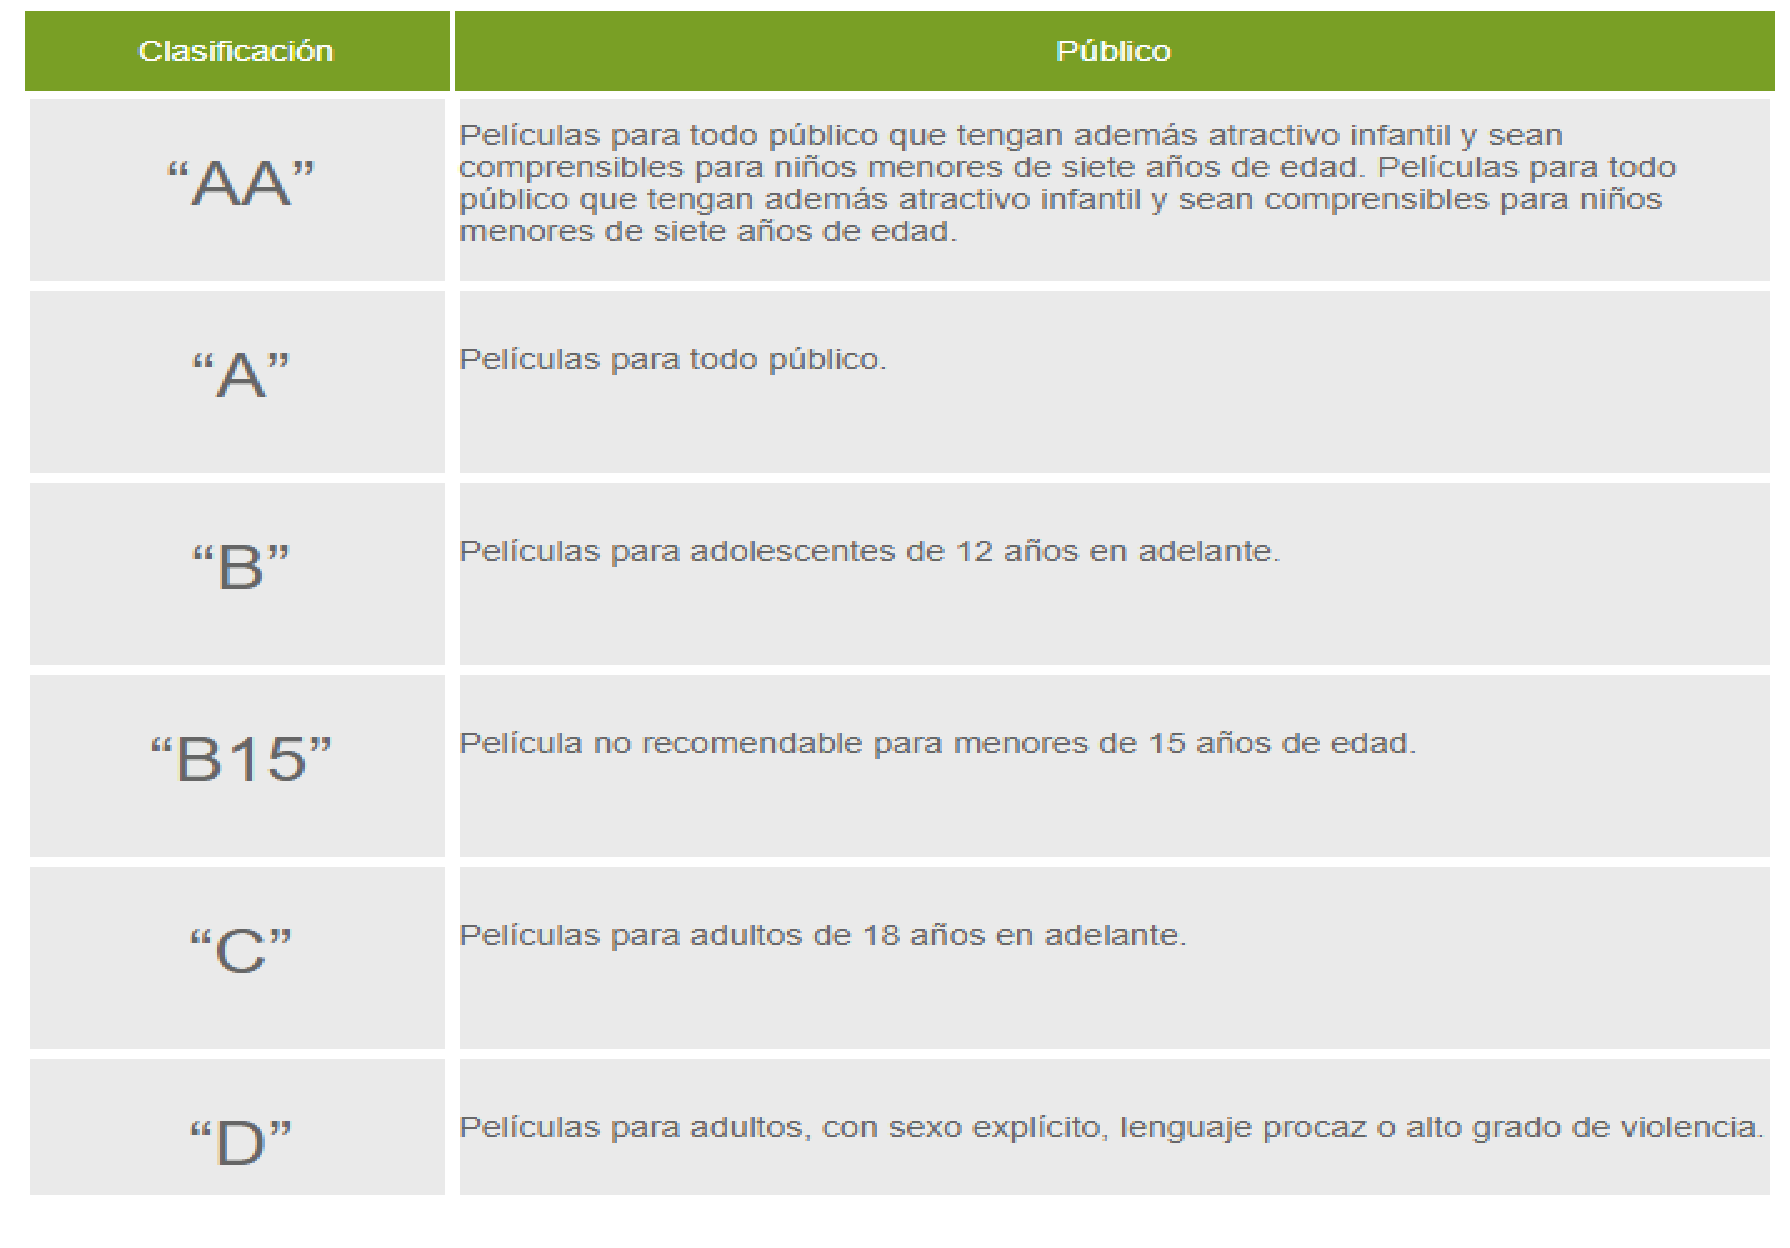 Clasificación
Público
“AA”
Películas para todo público que tengan además atractivo infantil y sean
comprensibles para niños menores de siete años de edad. Películas para todo
público que tengan además atractivo infantil y sean comprensibles para niños
menores de siete años de edad.
“A”
Películas para todo público.
“B”
Películas para adolescentes de 12 años en adelante.
“B15”
Película no recomendable para menores de 15 años de edad.
“C”
Películas para adultos de 18 años en adelante.
“D”
Películas para adultos, con sexo explícito, lenguaje procaz o alto grado de violencia.